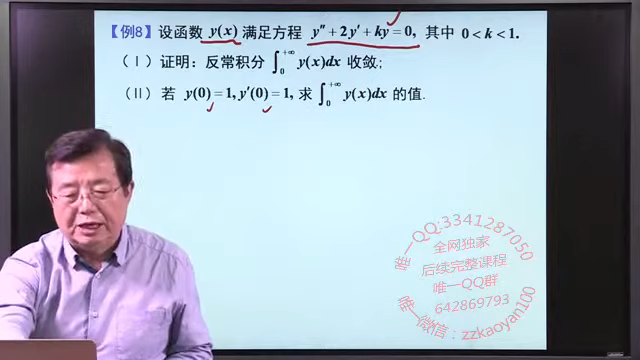 【例8】设函数 y(x) 满足方程 y″ + 2y′ + ky = 0, 其中 0 < k < 1.
（Ⅰ）证明：反常积分 ∫₀^{+∞} y(x)dx 收敛;
（Ⅱ）若 y(0) = 1, y′(0) = 1, 求 ∫₀^{+∞} y(x)dx 的值.
唯一QQ:3341287050
全网独家
后续完整课程
唯一QQ群
642869793
唯一微信：zzkaoyan100